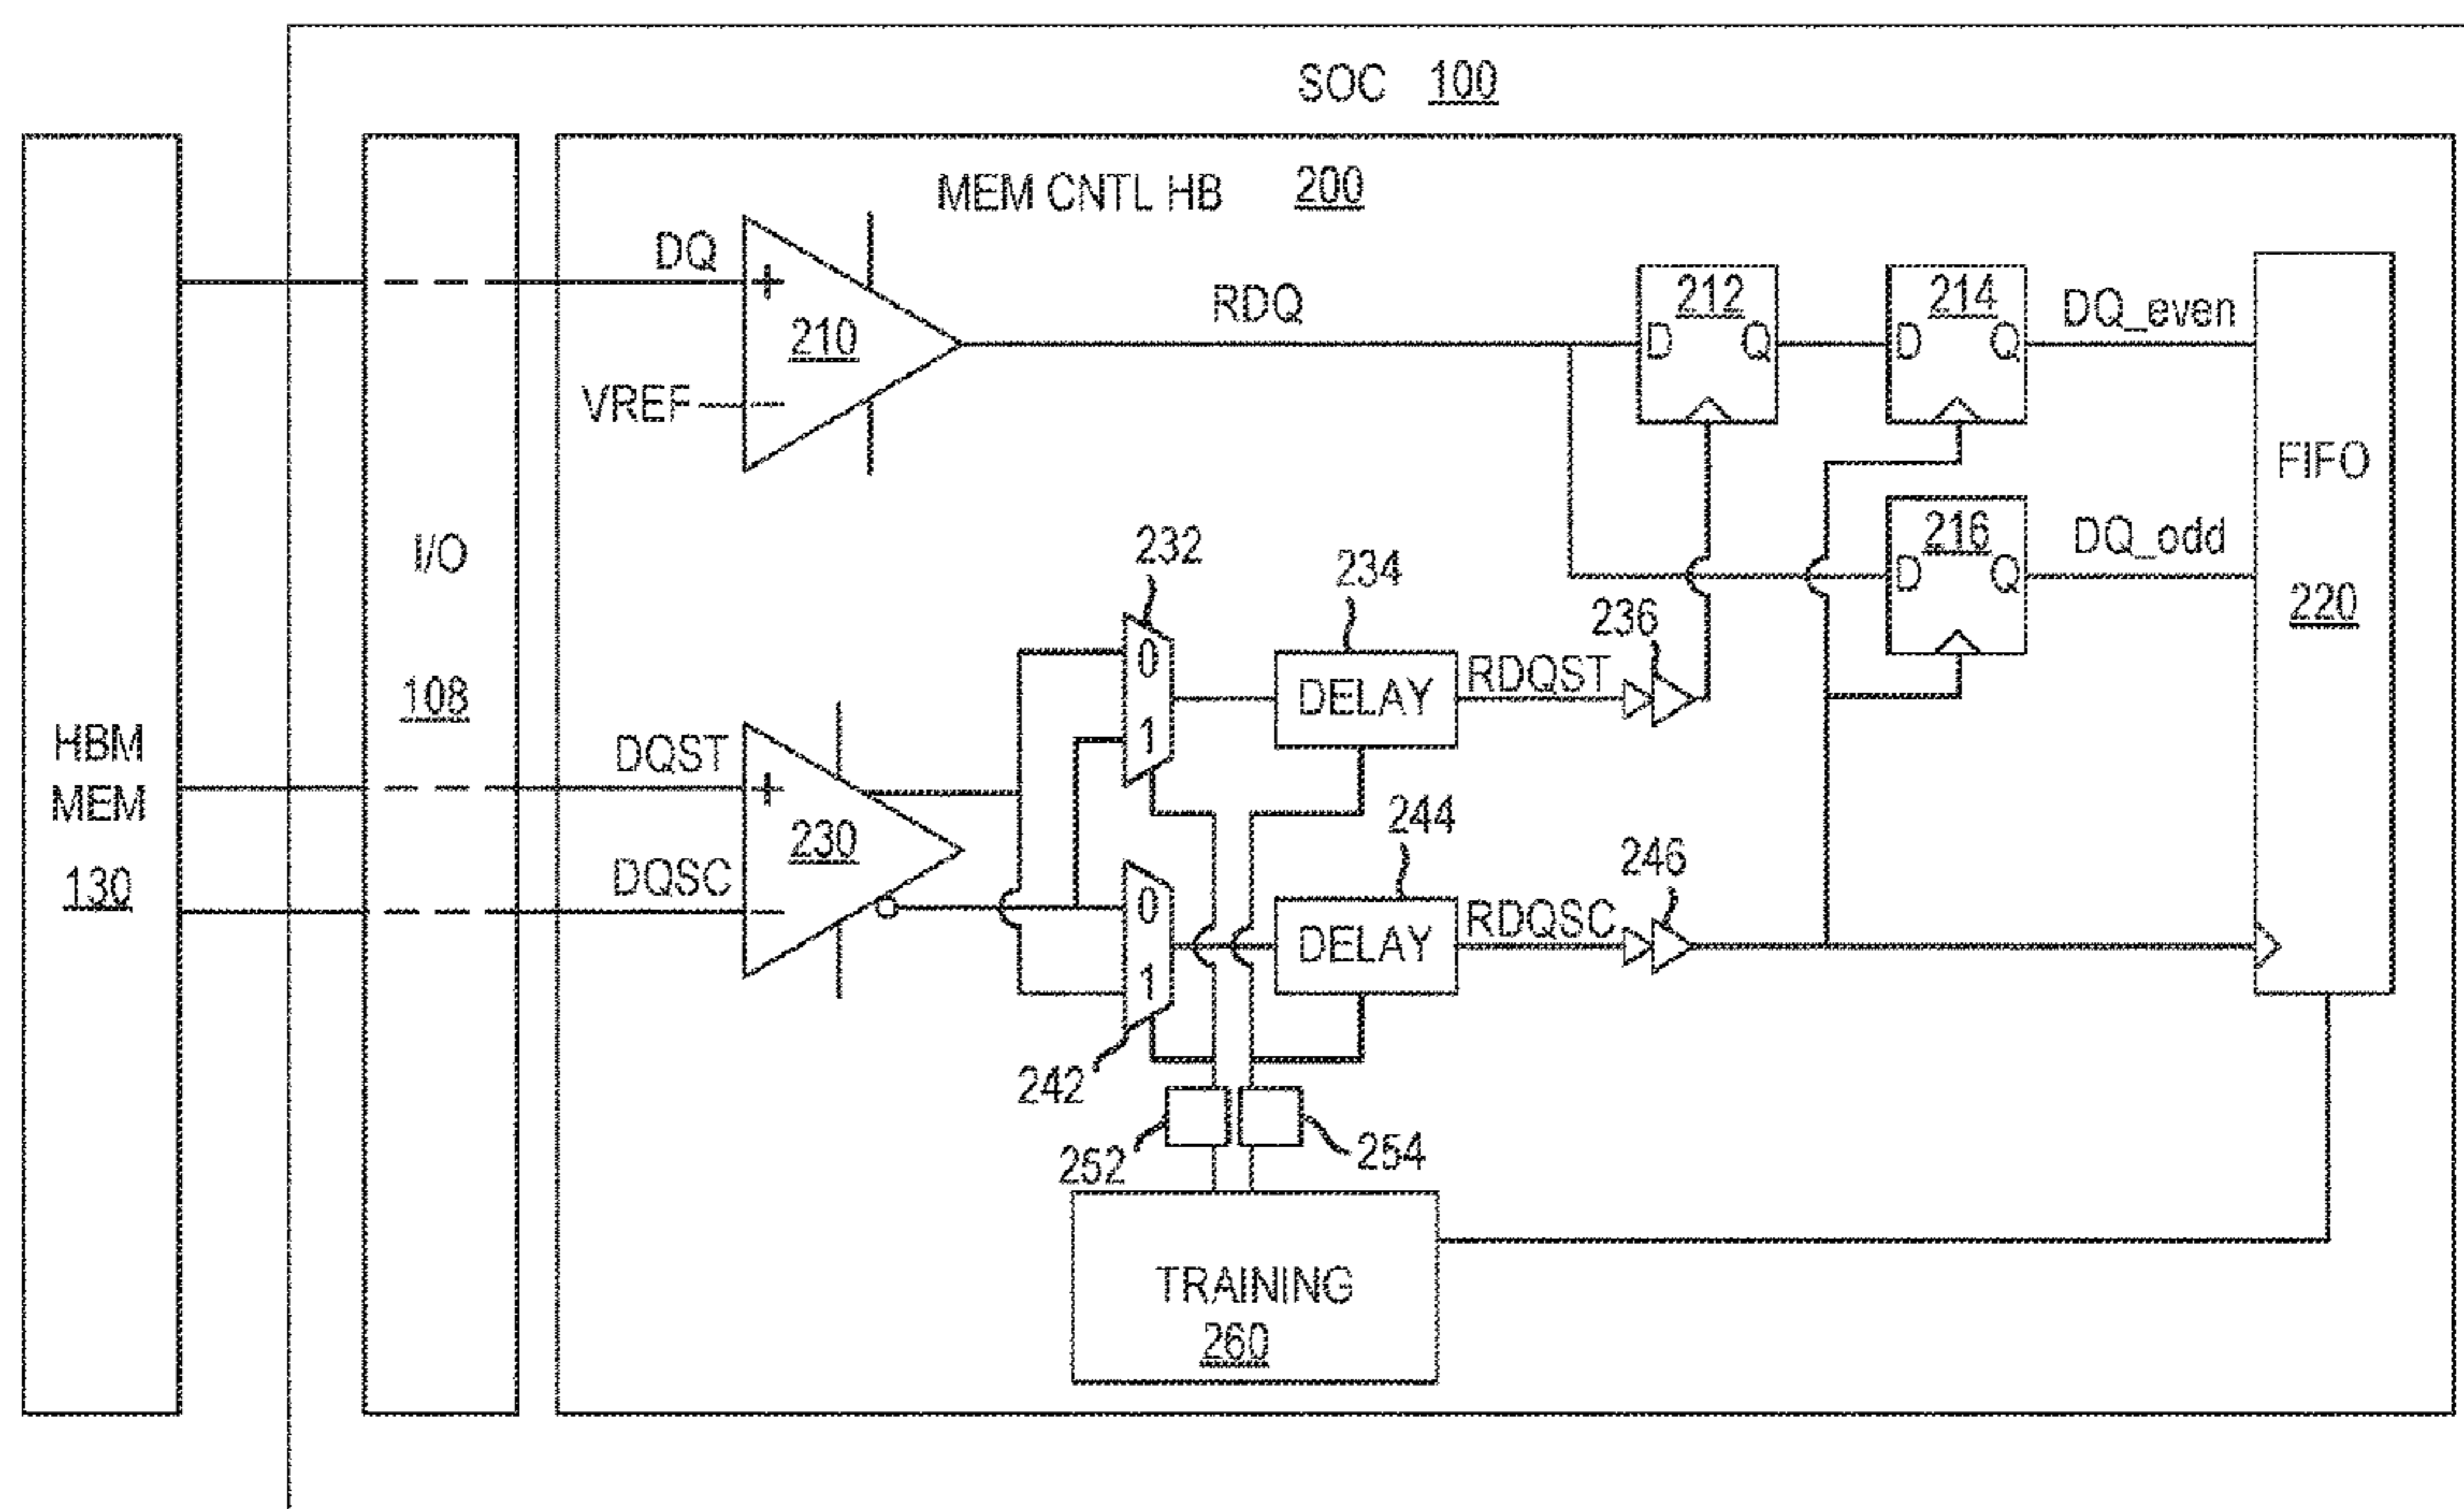 SOC 100
MEM CNTL HB 200
DQ
+
210
VREF
-
RDQ
212
D Q
214
D Q
DQ_even
216
D Q
DQ_odd
FIFO
220
I/O
108
HBM
MEM
130
DQST
+
230
DQSC
-
232
0
1
234
DELAY
RDQST
236
242
0
1
244
DELAY
RDQSC
246
252
254
TRAINING
260